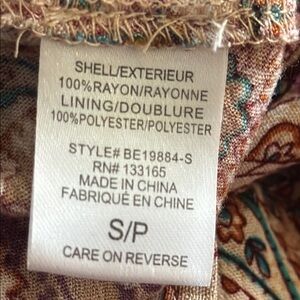 SHELL/EXTERIEUR
100%RAYON/RAYONNE
LINING/DOUBLURE
100%POLYESTER/POLYESTER
STYLE# BE19884-S
RN# 133165
MADE IN CHINA
FABRIQUÉ EN CHINE
S/P
CARE ON REVERSE